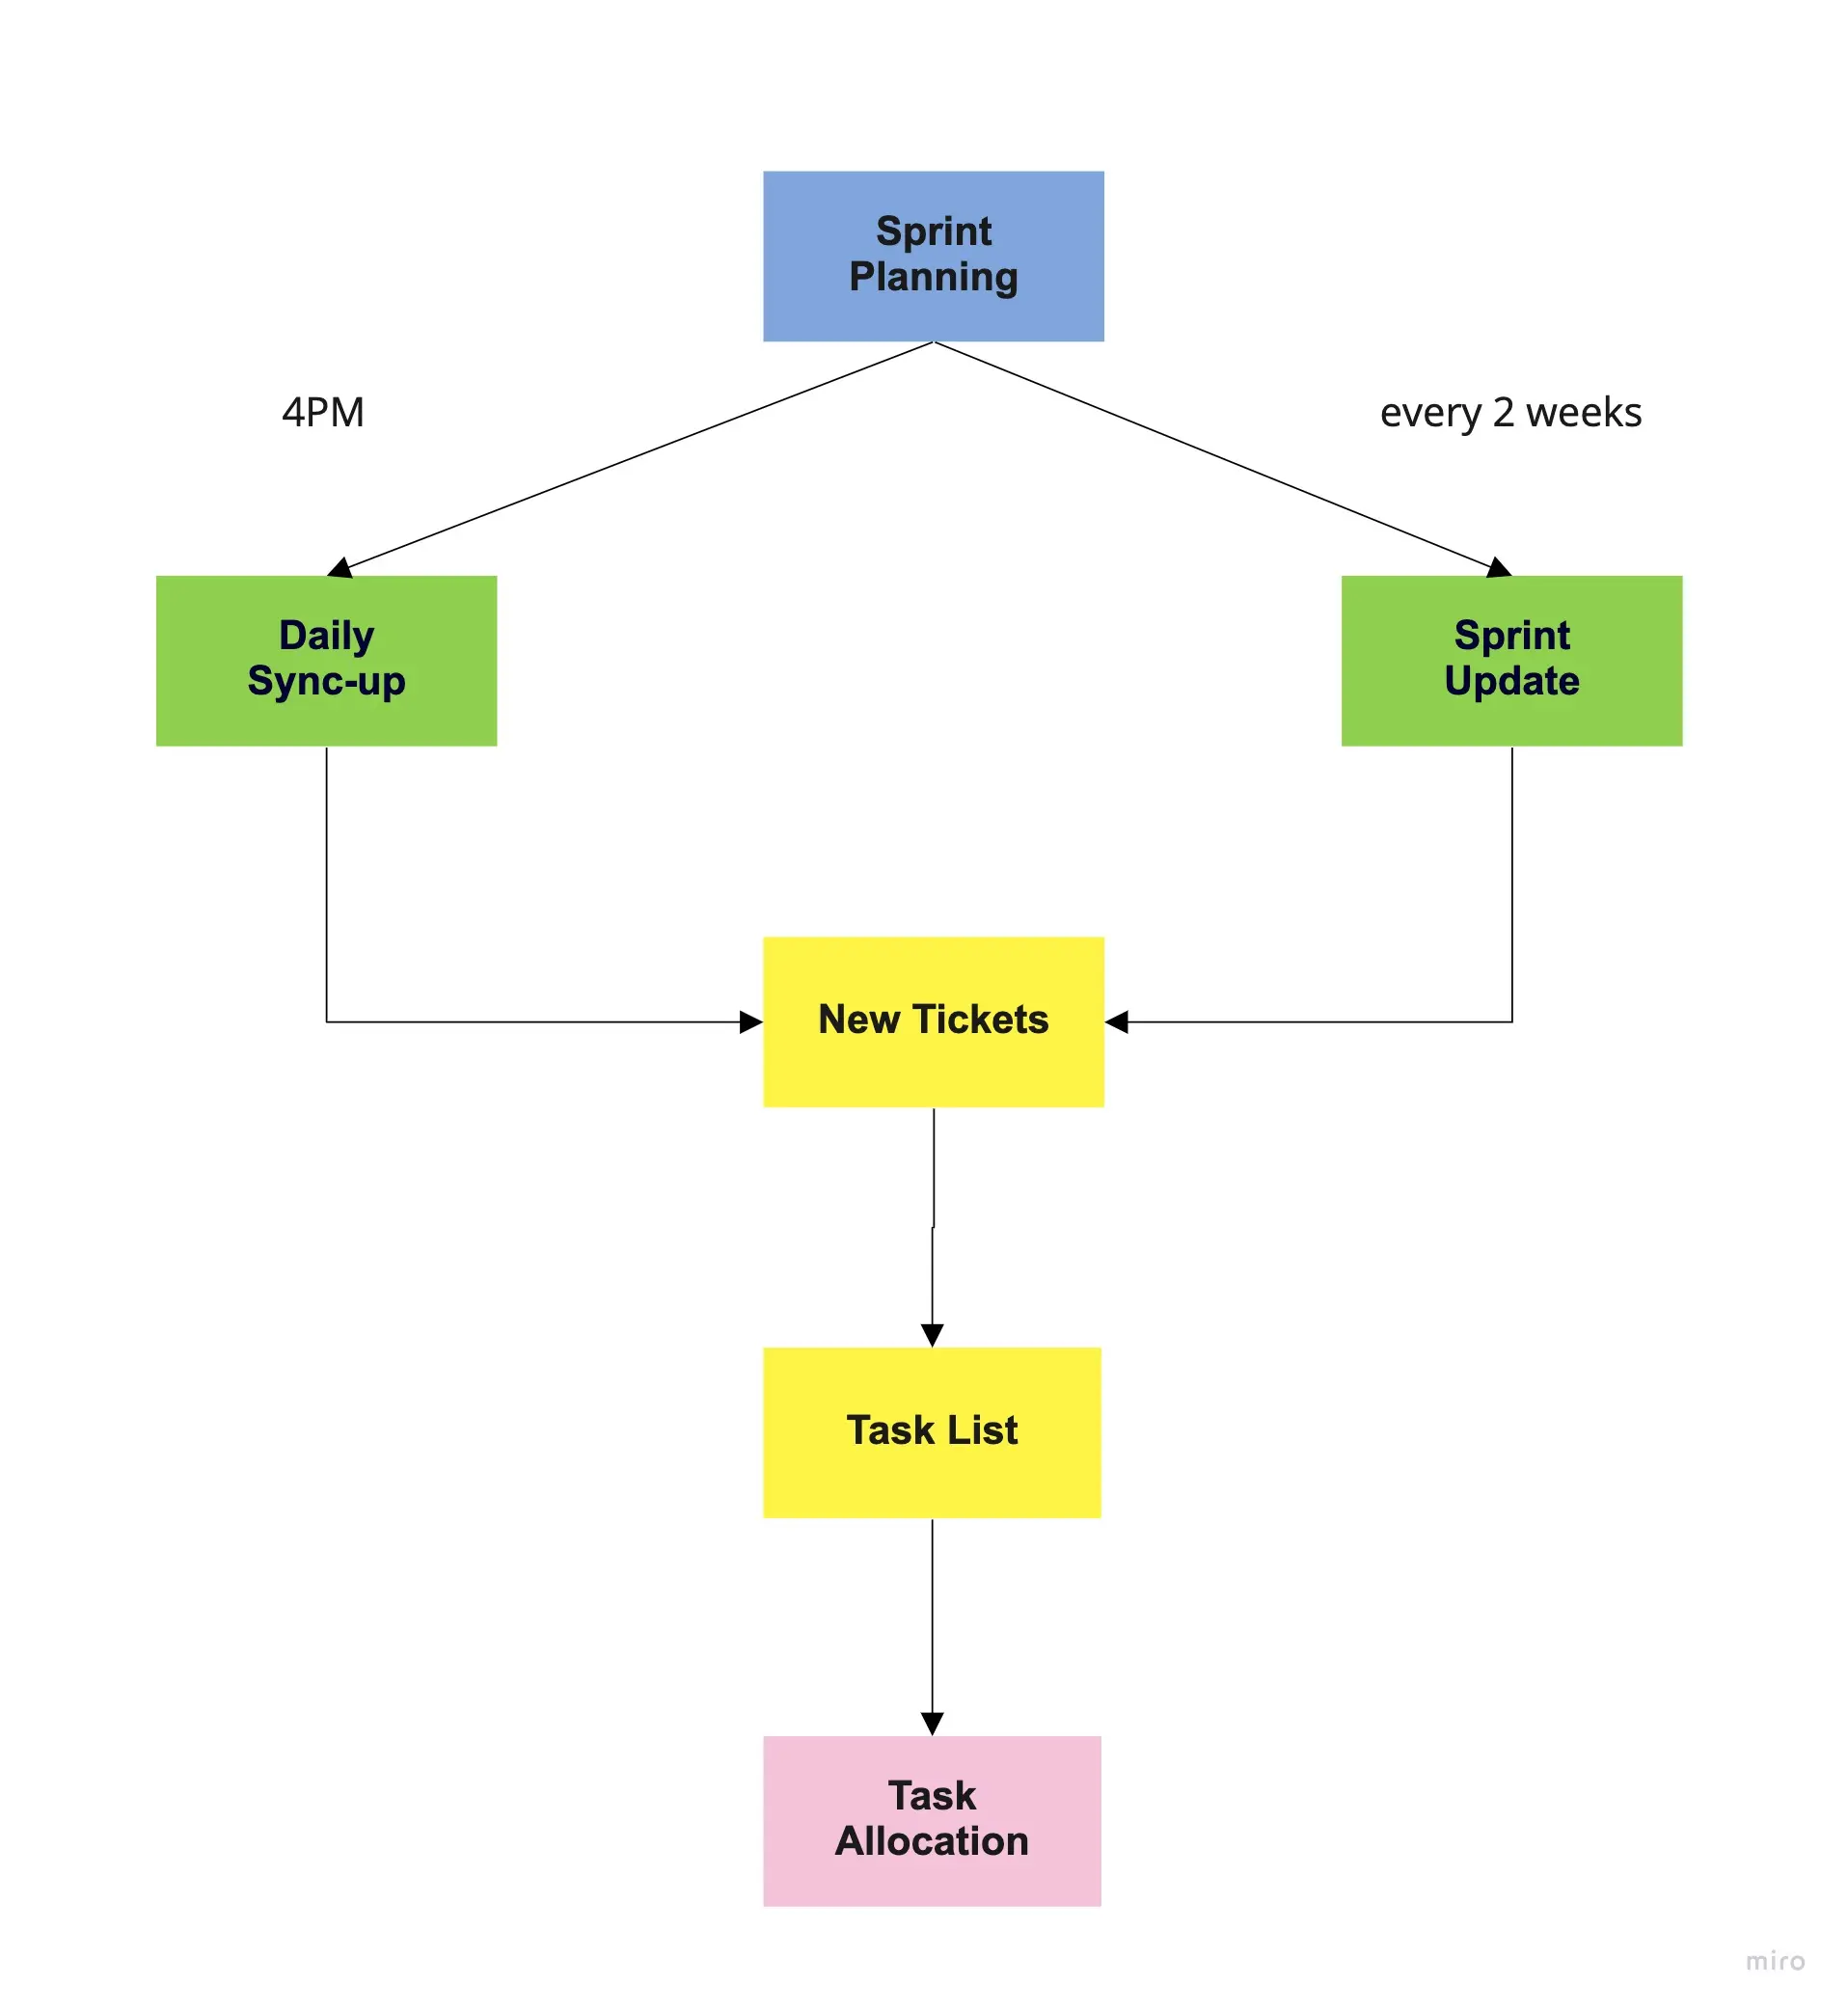 Sprint
Planning
4PM
every 2 weeks
Daily
Sync-up
Sprint
Update
New Tickets
Task List
Task
Allocation
miro